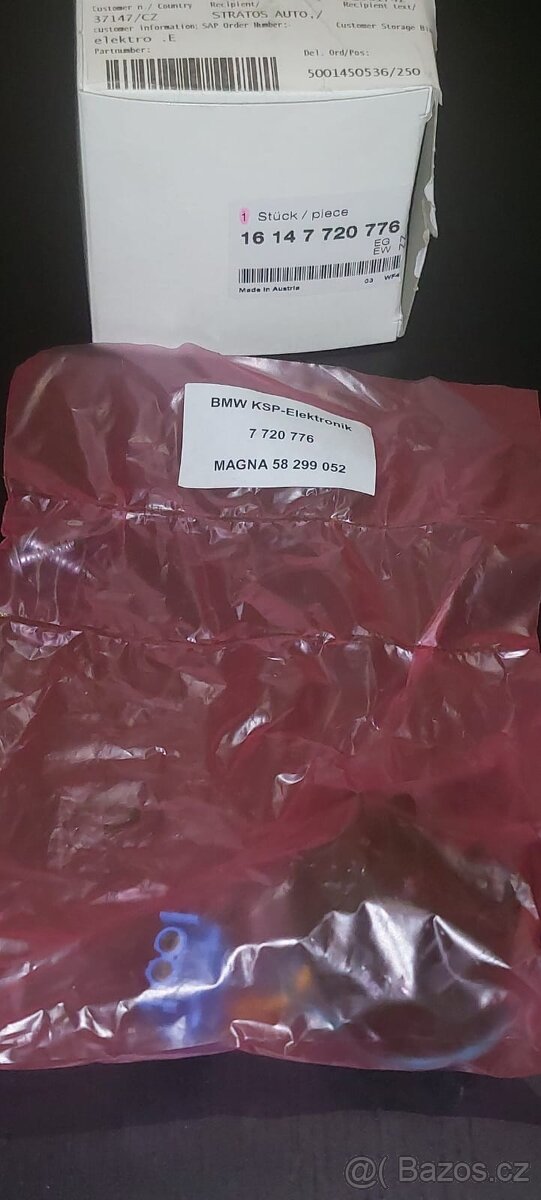 Customer n./ Country Recipient/ Recipient text/
37147/CZ STRATOS AUTO./
customer information: SAP Order Number:- Customer Storage Bi
elektro .E
Partnumber: Del. Ord/Pos:
5001450536/250
1 Stück / piece
16 14 7 720 776
EG
EW
ZZ
Made in Austria 03 WF4
BMW KSP-Elektronik
7 720 776
MAGNA 58 299 052
@( Bazos.cz